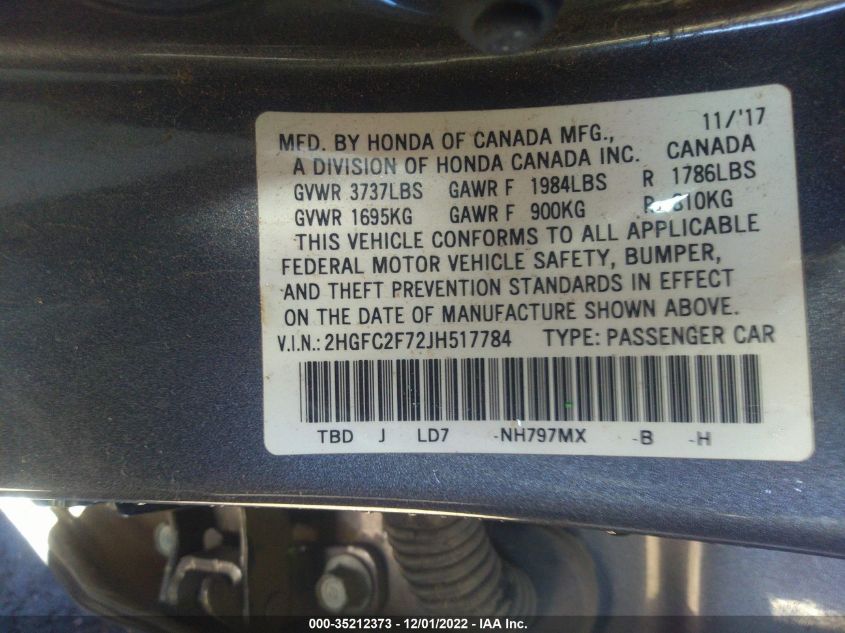 11/'17
MFD. BY HONDA OF CANADA MFG.,
A DIVISION OF HONDA CANADA INC. CANADA
GVWR 3737LBS GAWR F 1984LBS R 1786LBS
GVWR 1695KG GAWR F 900KG R 810KG
THIS VEHICLE CONFORMS TO ALL APPLICABLE
FEDERAL MOTOR VEHICLE SAFETY, BUMPER,
AND THEFT PREVENTION STANDARDS IN EFFECT
ON THE DATE OF MANUFACTURE SHOWN ABOVE.
V.I.N.: 2HGFC2F72JH517784 TYPE: PASSENGER CAR
TBD J LD7 -NH797MX -B -H
000-35212373 - 12/01/2022 - IAA Inc.